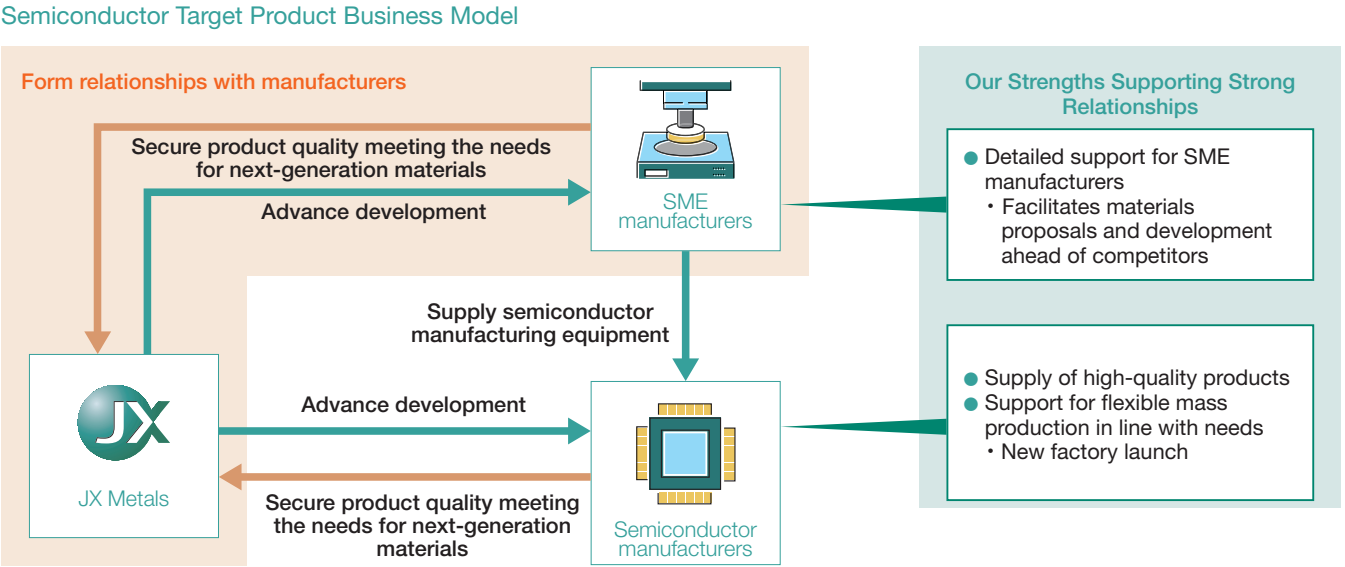 Semiconductor Target Product Business Model
Form relationships with manufacturers
Secure product quality meeting the needs
for next-generation materials
Advance development
SME
manufacturers
Supply semiconductor
manufacturing equipment
JX
JX Metals
Advance development
Secure product quality meeting
the needs for next-generation
materials
Semiconductor
manufacturers
Our Strengths Supporting Strong
Relationships
● Detailed support for SME
manufacturers
・Facilitates materials
proposals and development
ahead of competitors
● Supply of high-quality products
● Support for flexible mass
production in line with needs
・New factory launch